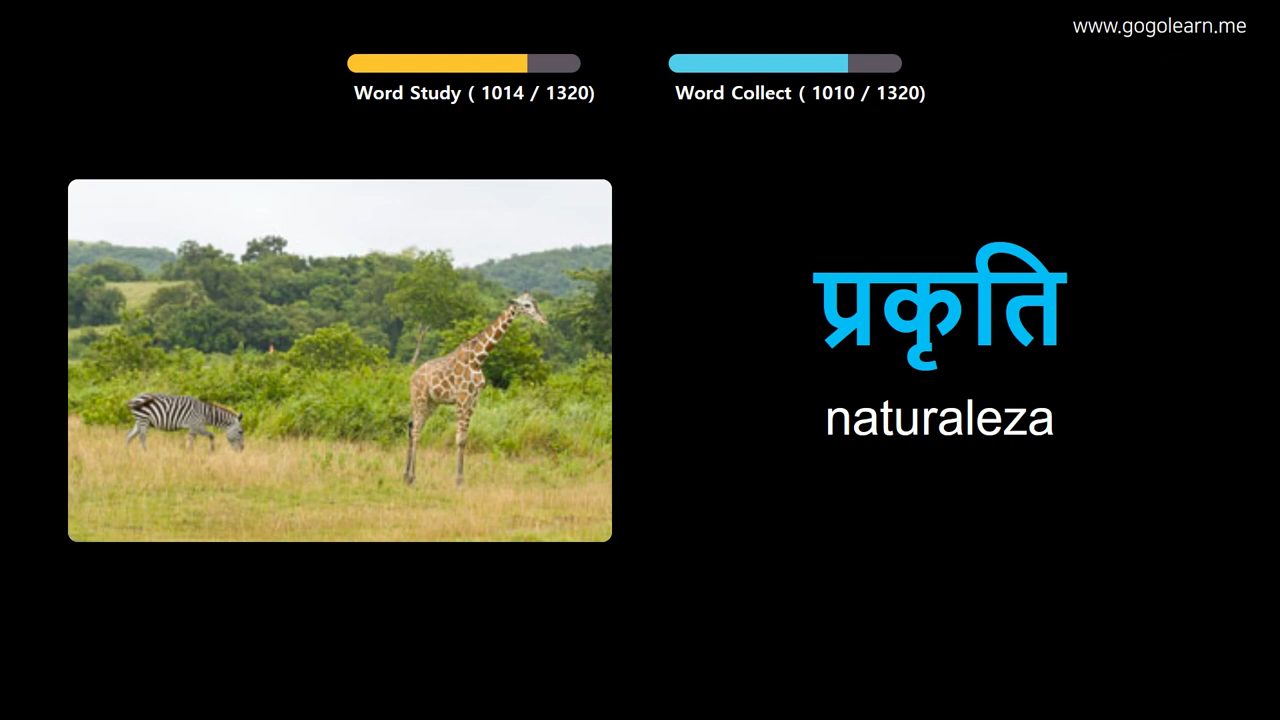 www.gogolearn.me
Word Study ( 1014 / 1320)
Word Collect ( 1010 / 1320)
प्रकृति
naturaleza